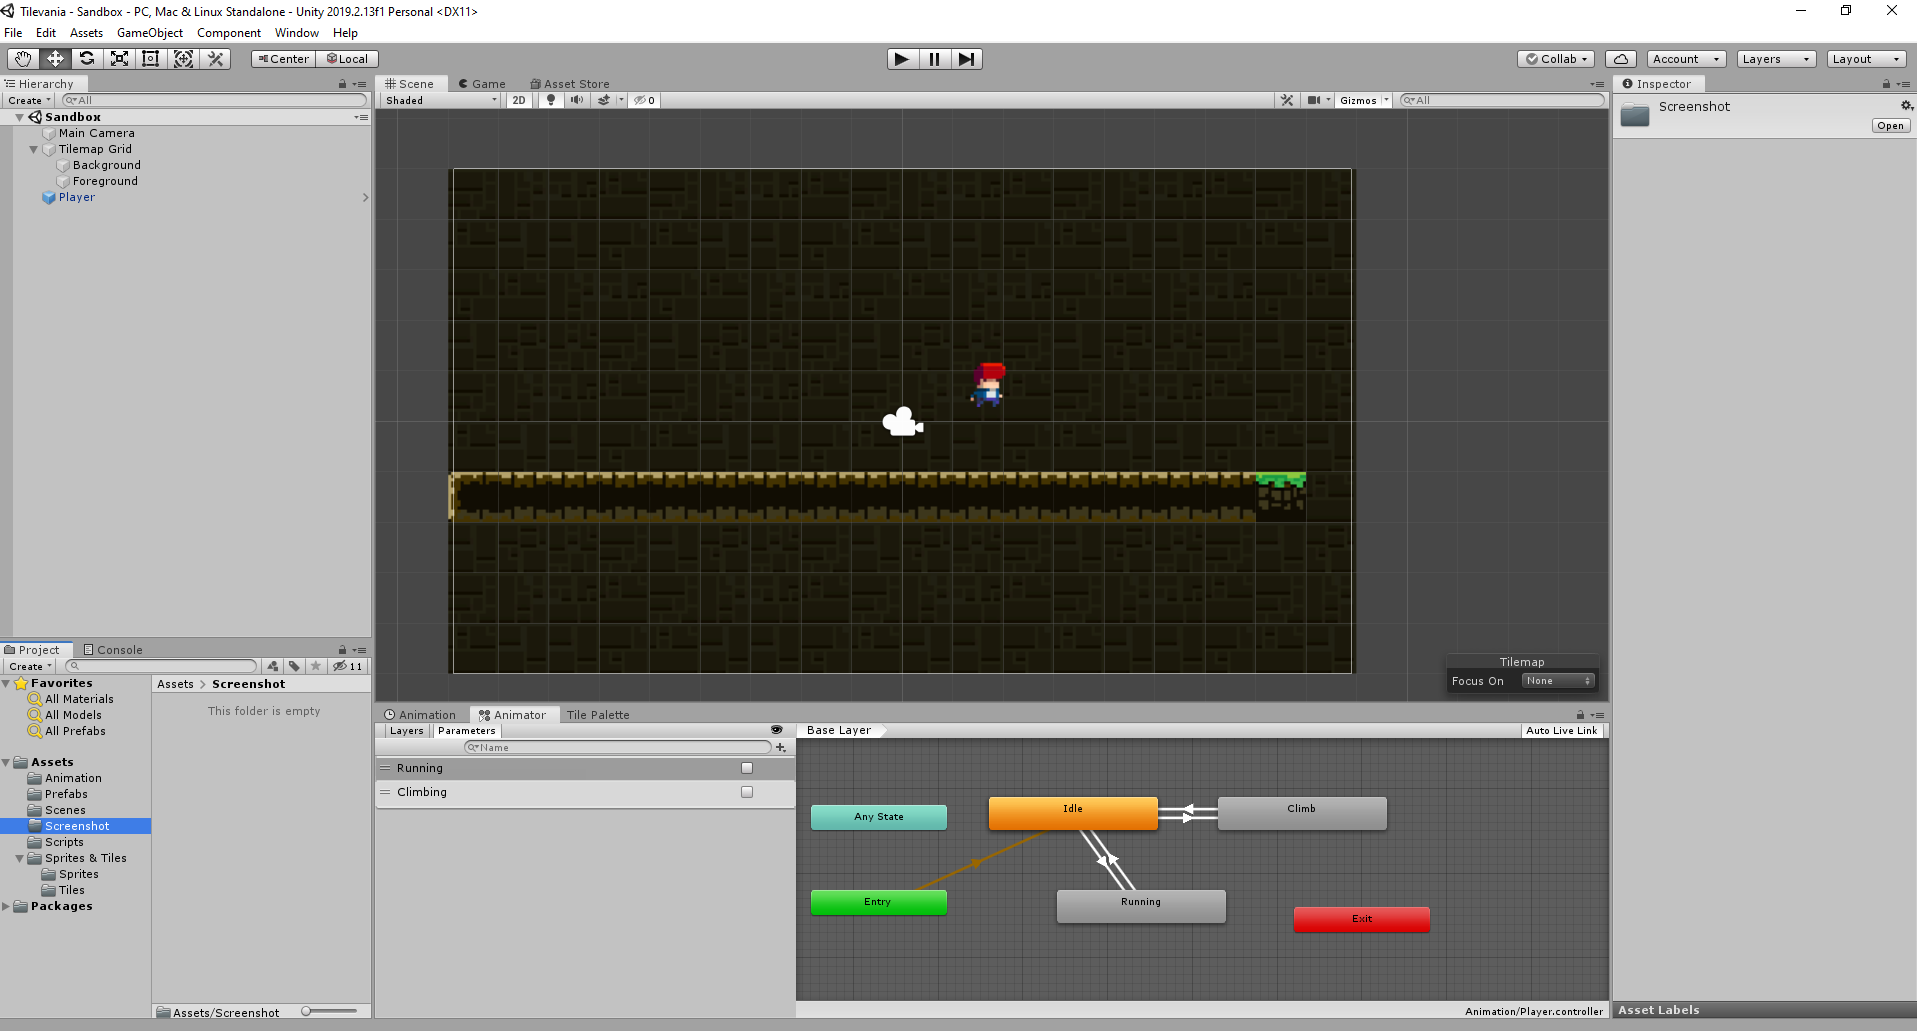 Tilevania - Sandbox - PC, Mac & Linux Standalone - Unity 2019.2.13f1 Personal <DX11>
File Edit Assets GameObject Component Window Help
Center Local Collab Account Layers Layout
Hierarchy
Create All
Sandbox
Main Camera
Tilemap Grid
Background
Foreground
Player
Scene Game Asset Store
Shaded 2D 0 Gizmos All
Tilemap
Focus On None
Inspector
Screenshot
Open
Project Console
Create 11
Favorites
All Materials
All Models
All Prefabs
Assets
Animation
Prefabs
Scenes
Screenshot
Scripts
Sprites & Tiles
Sprites
Tiles
Packages
Assets > Screenshot
This folder is empty
Assets/Screenshot
Animation Animator Tile Palette
Layers Parameters Base Layer Auto Live Link
Name
Running
Climbing
Any State
Idle
Climb
Entry
Running
Exit
Animation/Player.controller
Asset Labels